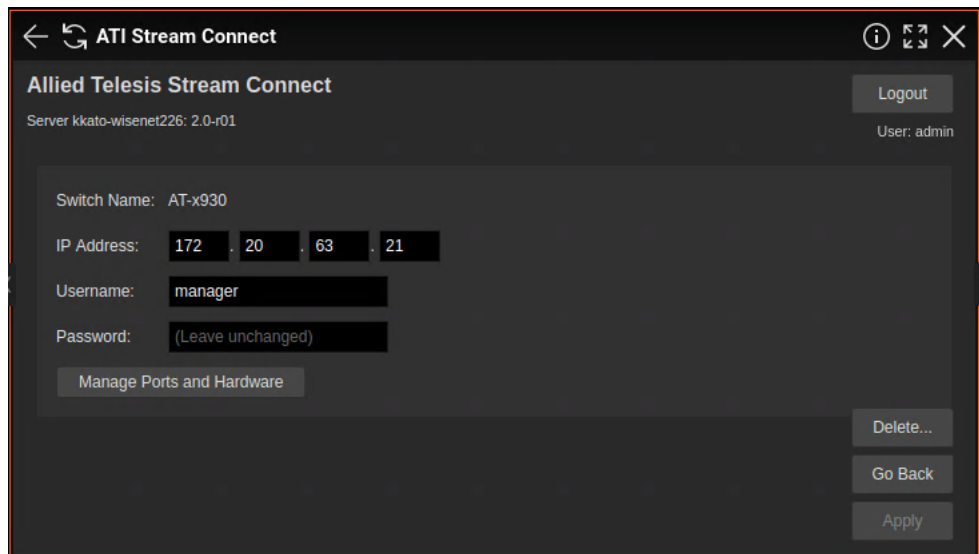 ATI Stream Connect
Allied Telesis Stream Connect
Logout
Server kkato-wisenet226: 2.0-r01
User: admin
Switch Name: AT-x930
IP Address: 172 . 20 . 63 . 21
Username: manager
Password: (Leave unchanged)
Manage Ports and Hardware
Delete...
Go Back
Apply